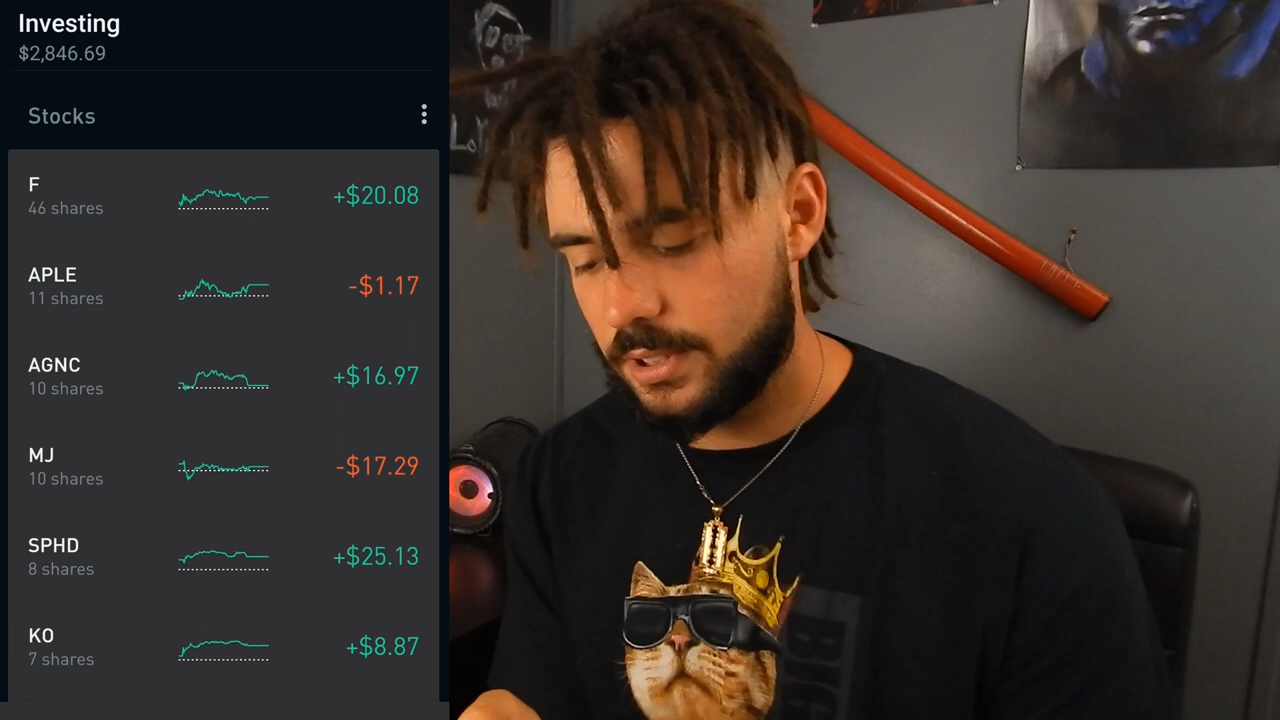 Investing
$2,846.69
Stocks
F
46 shares
+$20.08
APLE
11 shares
-$1.17
AGNC
10 shares
+$16.97
MJ
10 shares
-$17.29
SPHD
8 shares
+$25.13
KO
7 shares
+$8.87